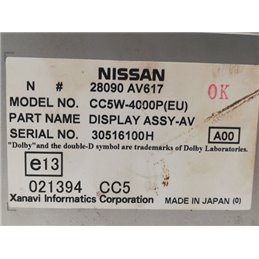 NISSAN
N # 28090 AV617
OK
MODEL NO. CC5W-4000P(EU)
PART NAME DISPLAY ASSY-AV
SERIAL NO. 30516100H A00
"Dolby" and the double-D symbol are trademarks of Dolby Laboratories.
e13
021394 CC5
Xanavi Informatics Corporation MADE IN JAPAN (0)